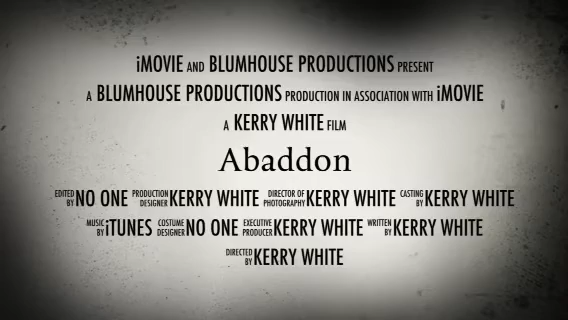 iMOVIE AND BLUMHOUSE PRODUCTIONS PRESENT
A BLUMHOUSE PRODUCTIONS PRODUCTION IN ASSOCIATION WITH iMOVIE
A KERRY WHITE FILM
Abaddon
EDITED BY NO ONE PRODUCTION DESIGNER KERRY WHITE DIRECTOR OF PHOTOGRAPHY KERRY WHITE CASTING BY KERRY WHITE
MUSIC BY iTUNES COSTUME DESIGNER NO ONE EXECUTIVE PRODUCER KERRY WHITE WRITTEN BY KERRY WHITE
DIRECTED BY KERRY WHITE